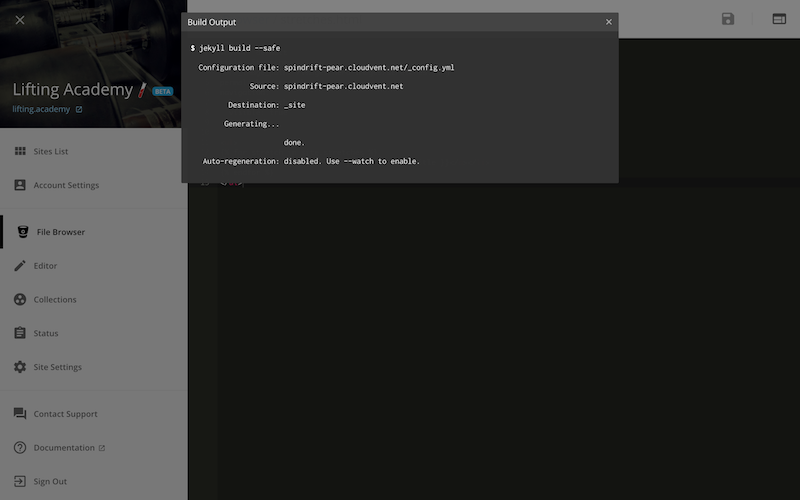 Build Output
$ jekyll build --safe
Configuration file: spindrift-pear.cloudvent.net/_config.yml
Source: spindrift-pear.cloudvent.net
Destination: _site
Generating...
done.
Auto-regeneration: disabled. Use --watch to enable.
Lifting Academy BETA
lifting.academy
Sites List
Account Settings
File Browser
Editor
Collections
Status
Site Settings
Contact Support
Documentation
Sign Out